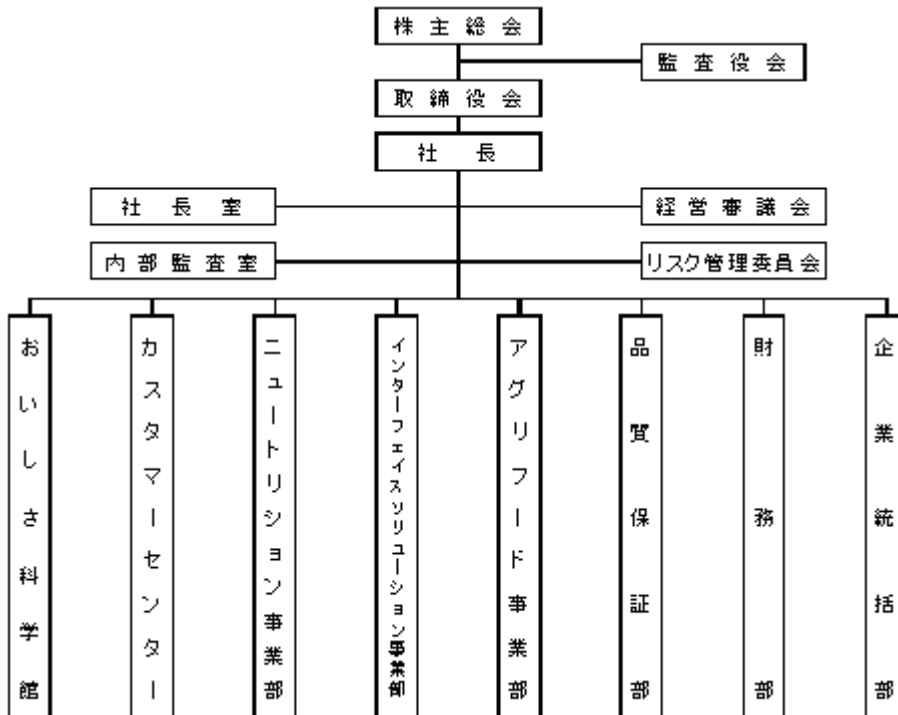 株主総会
監査役会
取締役会
社長
社長室
経営審議会
内部監査室
リスク管理委員会
おいしさ科学館
カスタマーセンター
ニュートリション事業部
インターフェイスソリューション事業部
アグリフード事業部
品質保証部
財務部
企業統括部